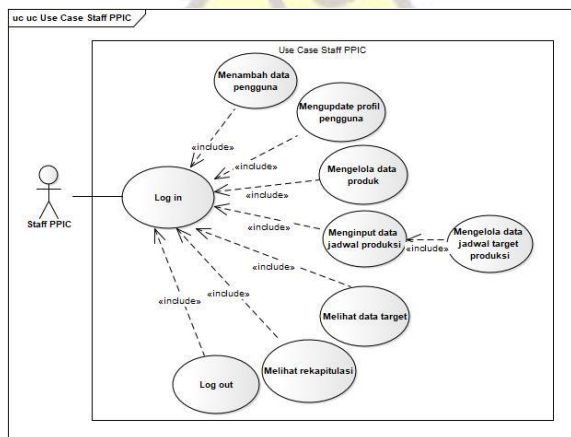 uc uc Use Case Staff PPIC
Use Case Staff PPIC
Menambah data
pengguna
Mengupdate profil
pengguna
«include»
«include»
Mengelola data
produk
«include»
Log in
Staff PPIC
«include»
Menginput data
jadwal produksi
«include»
Mengelola data
jadwal target
produksi
«include»
«include»
«include»
Melihat data target
Melihat rekapitulasi
Log out